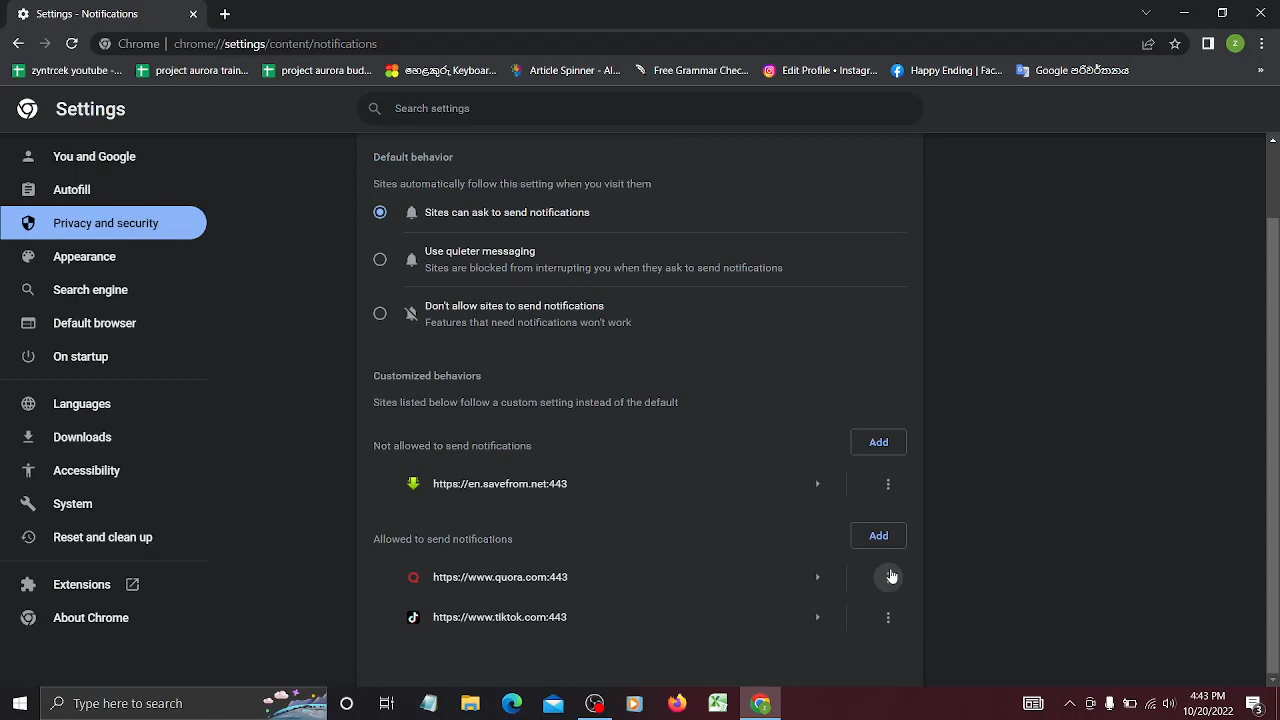 Settings - Notifications
Chrome | chrome://settings/content/notifications
zyntrek youtube -... project aurora train... project aurora bud... Keyboar... Article Spinner - Al... Free Grammar Chec... Edit Profile • Instagr... Happy Ending | Fac... Google »
Settings
Search settings
You and Google
Autofill
Privacy and security
Appearance
Search engine
Default browser
On startup
Languages
Downloads
Accessibility
System
Reset and clean up
Extensions
About Chrome
Default behavior
Sites automatically follow this setting when you visit them
Sites can ask to send notifications
Use quieter messaging
Sites are blocked from interrupting you when they ask to send notifications
Don't allow sites to send notifications
Features that need notifications won't work
Customized behaviors
Sites listed below follow a custom setting instead of the default
Not allowed to send notifications Add
https://en.savefrom.net:443
Allowed to send notifications Add
https://www.quora.com:443
https://www.tiktok.com:443
Type here to search
4:43 PM
10/20/2022